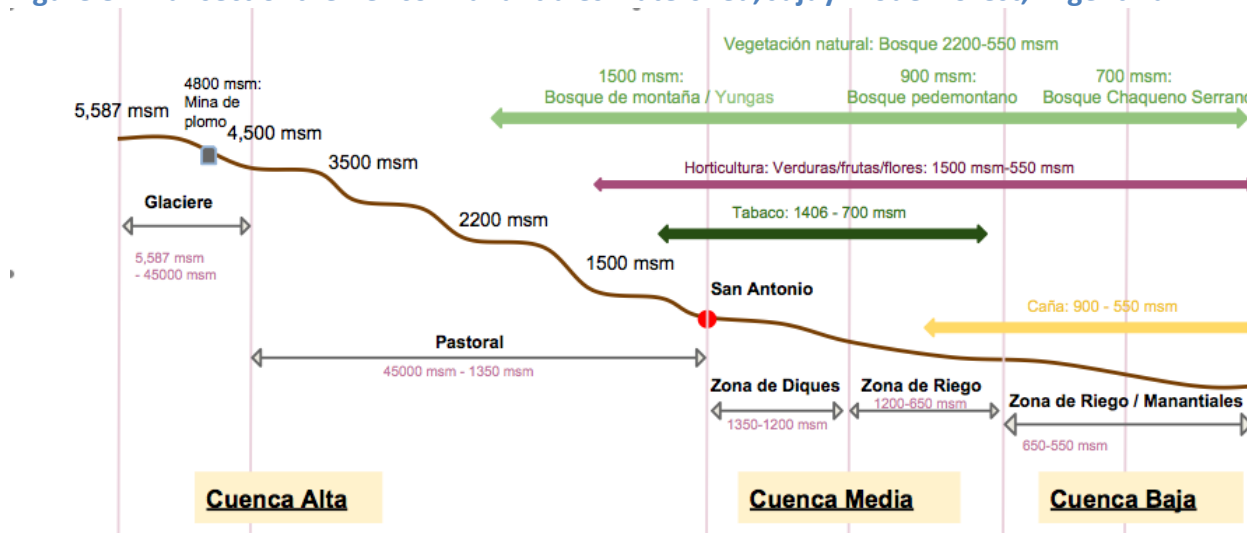 Vegetación natural: Bosque 2200-550 msm
1500 msm:
Bosque de montaña / Yungas
900 msm:
Bosque pedemontano
700 msm:
Bosque Chaqueno Serrano
4800 msm:
Mina de
plomo
5,587 msm
4,500 msm
3500 msm
Horticultura: Verduras/frutas/flores: 1500 msm-550 msm
Glaciere
Tabaco: 1406 - 700 msm
2200 msm
5,587 msm
- 45000 msm
1500 msm
San Antonio
Caña: 900 - 550 msm
Pastoral
45000 msm - 1350 msm
Zona de Diques
1350-1200 msm
Zona de Riego
1200-650 msm
Zona de Riego / Manantiales
650-550 msm
Cuenca Alta
Cuenca Media
Cuenca Baja